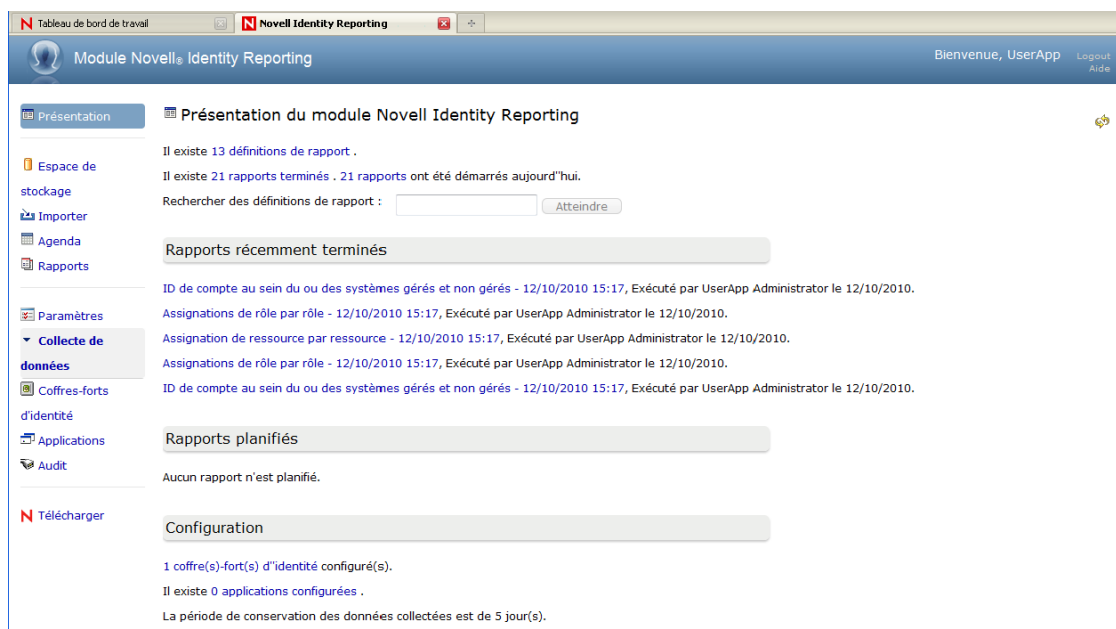 Tableau de bord de travail
Novell Identity Reporting
Module Novell® Identity Reporting
Bienvenue, UserApp
Logout
Aide
Présentation
Espace de
stockage
Importer
Agenda
Rapports
Paramètres
Collecte de
données
Coffres-forts
d'identité
Applications
Audit
Télécharger
Présentation du module Novell Identity Reporting
Il existe 13 définitions de rapport .
Il existe 21 rapports terminés . 21 rapports ont été démarrés aujourd''hui.
Rechercher des définitions de rapport :
Atteindre
Rapports récemment terminés
ID de compte au sein du ou des systèmes gérés et non gérés - 12/10/2010 15:17, Exécuté par UserApp Administrator le 12/10/2010.
Assignations de rôle par rôle - 12/10/2010 15:17, Exécuté par UserApp Administrator le 12/10/2010.
Assignation de ressource par ressource - 12/10/2010 15:17, Exécuté par UserApp Administrator le 12/10/2010.
Assignations de rôle par rôle - 12/10/2010 15:17, Exécuté par UserApp Administrator le 12/10/2010.
ID de compte au sein du ou des systèmes gérés et non gérés - 12/10/2010 15:17, Exécuté par UserApp Administrator le 12/10/2010.
Rapports planifiés
Aucun rapport n'est planifié.
Configuration
1 coffre(s)-fort(s) d''identité configuré(s).
Il existe 0 applications configurées .
La période de conservation des données collectées est de 5 jour(s).